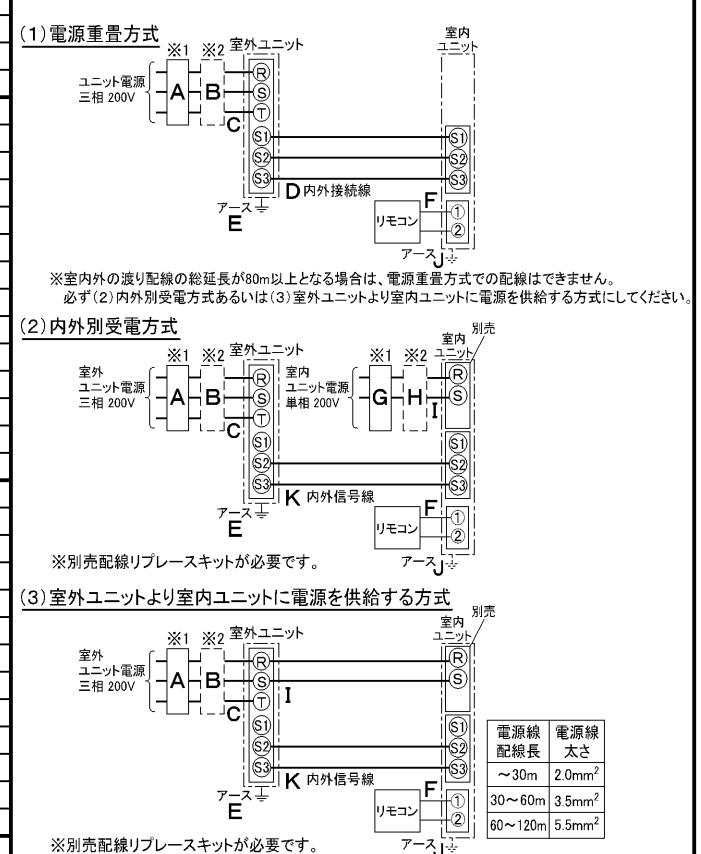 (1)電源重畳方式
※1 ※2 室外ユニット
室内
ユニット
ユニット電源
三相 200V
A B
C
R
S
T
S1
S2
S3
S1
S2
S3
D 内外接続線
アース
E
リモコン
F
①
②
アース J
※室内外の渡り配線の総延長が80m以上となる場合は、電源重畳方式での配線はできません。
必ず(2)内外別受電方式あるいは(3)室外ユニットより室内ユニットに電源を供給する方式にしてください。
(2)内外別受電方式
※1 ※2 室外ユニット
※1 ※2
室内
ユニット
別売
室外
ユニット電源
三相 200V
A B
C
R
S
T
S1
S2
S3
室内
ユニット電源
単相 200V
G H
I
R
S
S1
S2
S3
K 内外信号線
アース
E
リモコン
F
①
②
アース J
※別売配線リプレースキットが必要です。
(3)室外ユニットより室内ユニットに電源を供給する方式
※1 ※2 室外ユニット
室内
ユニット
別売
室外
ユニット電源
三相 200V
A B
C
R
S
T
S1
S2
S3
I
R
S
S1
S2
S3
K 内外信号線
アース
E
リモコン
F
①
②
アース J
※別売配線リプレースキットが必要です。
電源線 電源線
配線長 太さ
～30m 2.0mm²
30～60m 3.5mm²
60～120m 5.5mm²